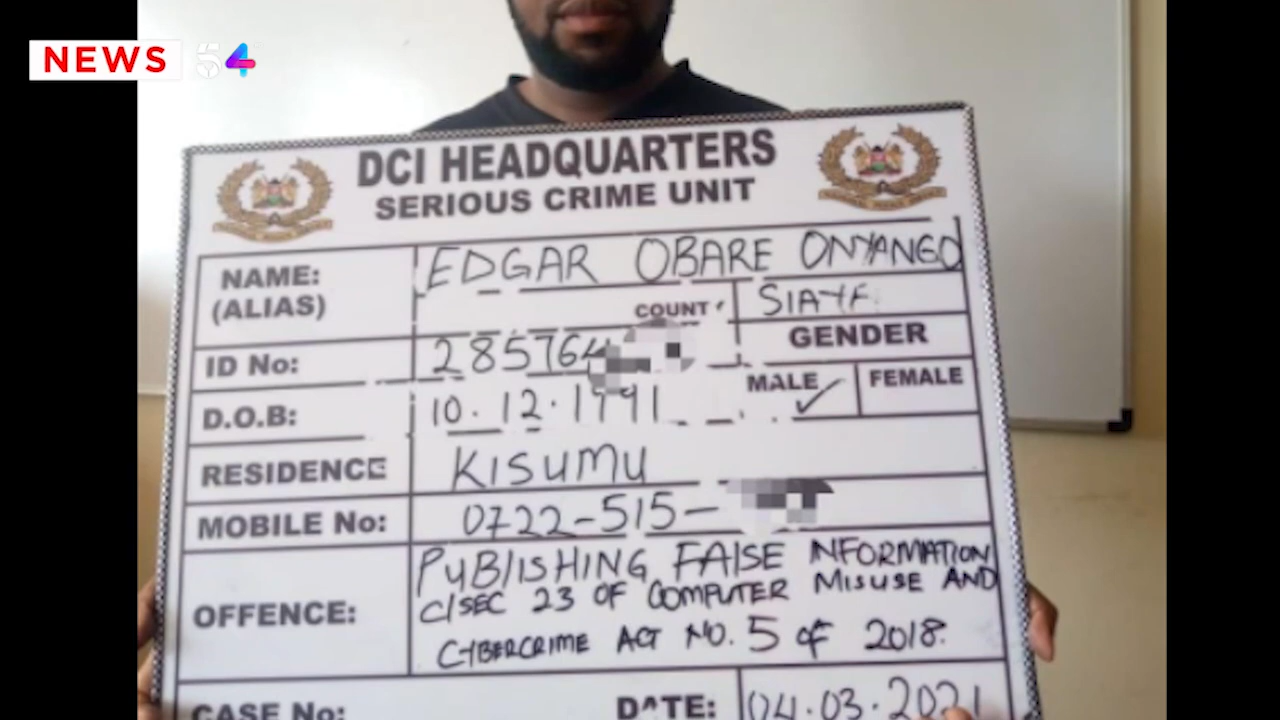 NEWS 54
DCI HEADQUARTERS
SERIOUS CRIME UNIT
NAME: EDGAR OBARE ONYANGO
(ALIAS)
SIAYA
GENDER
ID No: 285764
MALE ✓ FEMALE
D.O.B: 10.12.1991
RESIDENCE KISUMU
MOBILE No: 0722-515-
OFFENCE: PUBLISHING FALSE INFORMATION
C/SEC 23 OF COMPUTER MISUSE AND
CYBERCRIME ACT NO. 5 OF 2018.
CASE No: DATE: 04.03.2021